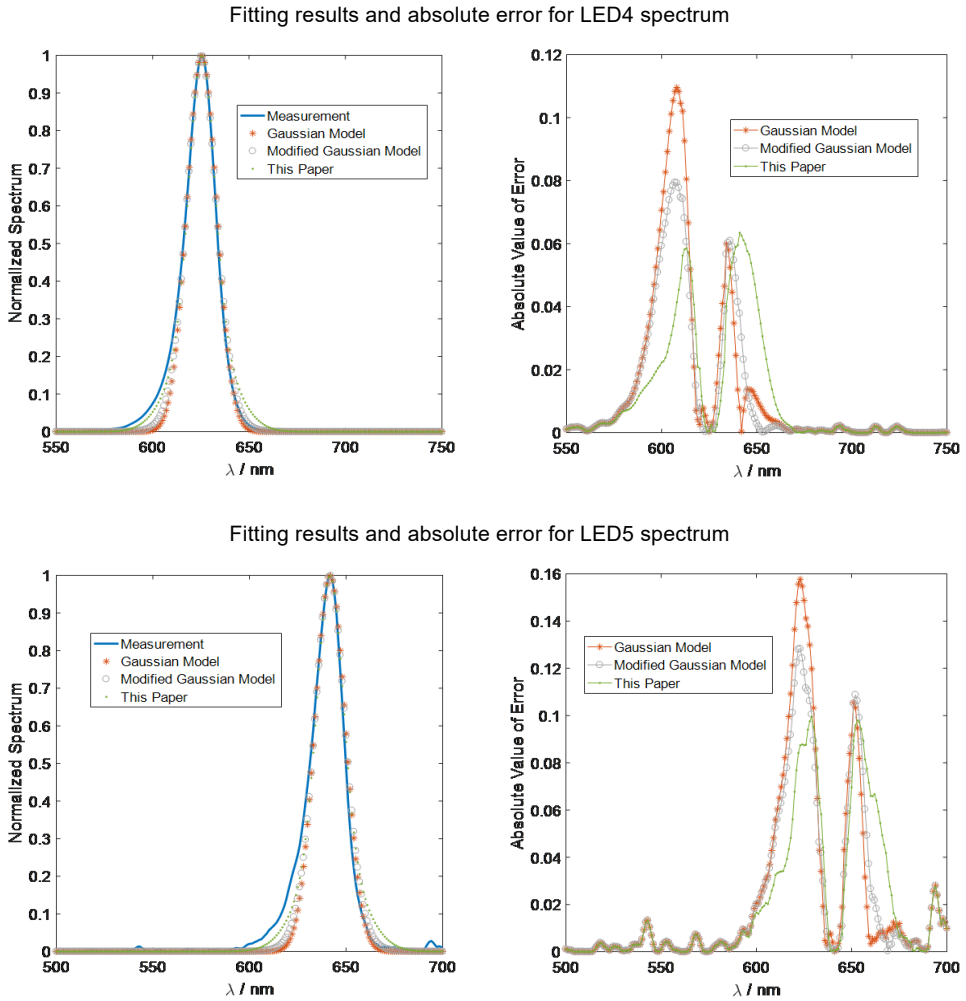 Fitting results and absolute error for LED4 spectrum
Normalized Spectrum
1
0.9
0.8
0.7
0.6
0.5
0.4
0.3
0.2
0.1
0
550
600
650
700
750
λ / nm
Measurement
Gaussian Model
Modified Gaussian Model
This Paper
Absolute Value of Error
0.12
0.1
0.08
0.06
0.04
0.02
0
550
600
650
700
750
λ / nm
Gaussian Model
Modified Gaussian Model
This Paper
Fitting results and absolute error for LED5 spectrum
Normalized Spectrum
1
0.9
0.8
0.7
0.6
0.5
0.4
0.3
0.2
0.1
0
500
550
600
650
700
λ / nm
Measurement
Gaussian Model
Modified Gaussian Model
This Paper
Absolute Value of Error
0.16
0.14
0.12
0.1
0.08
0.06
0.04
0.02
0
500
550
600
650
700
λ / nm
Gaussian Model
Modified Gaussian Model
This Paper